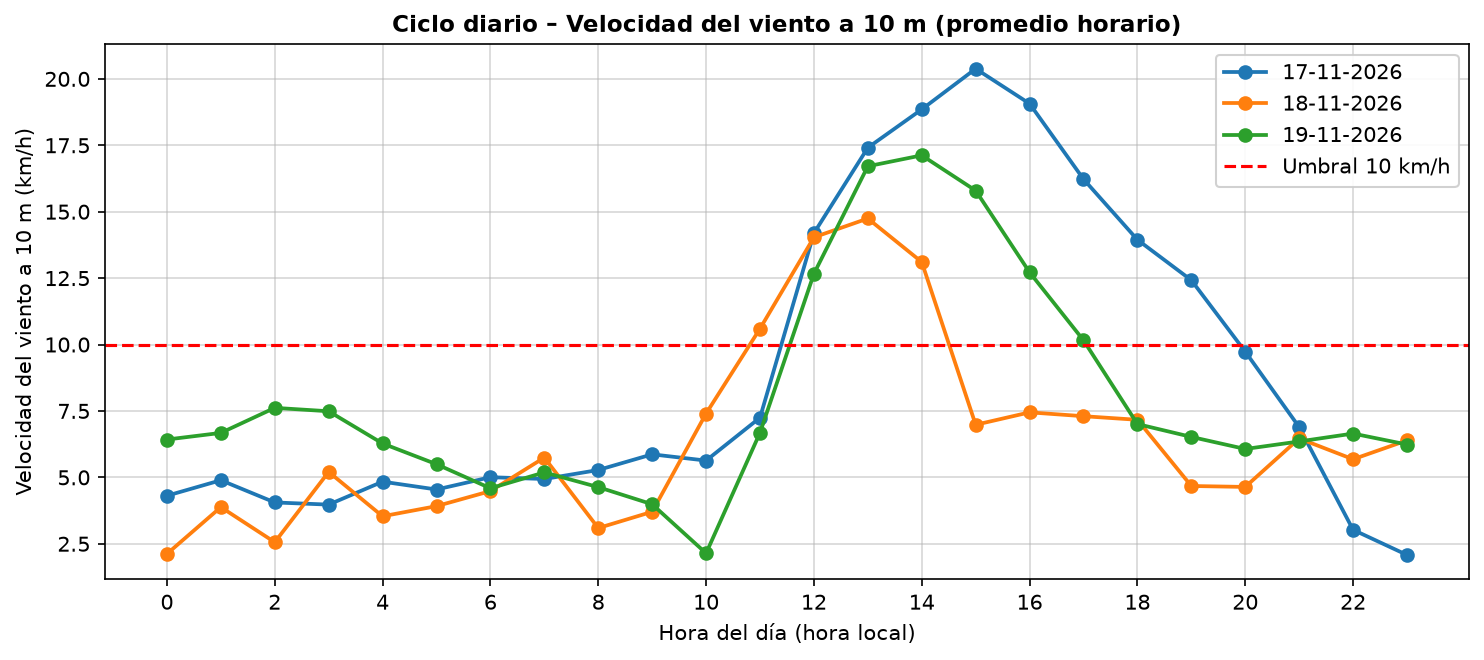 Ciclo diario – Velocidad del viento a 10 m (promedio horario)
Velocidad del viento a 10 m (km/h)
20.0
17.5
15.0
12.5
10.0
7.5
5.0
2.5
17-11-2026
18-11-2026
19-11-2026
Umbral 10 km/h
0 2 4 6 8 10 12 14 16 18 20 22
Hora del día (hora local)